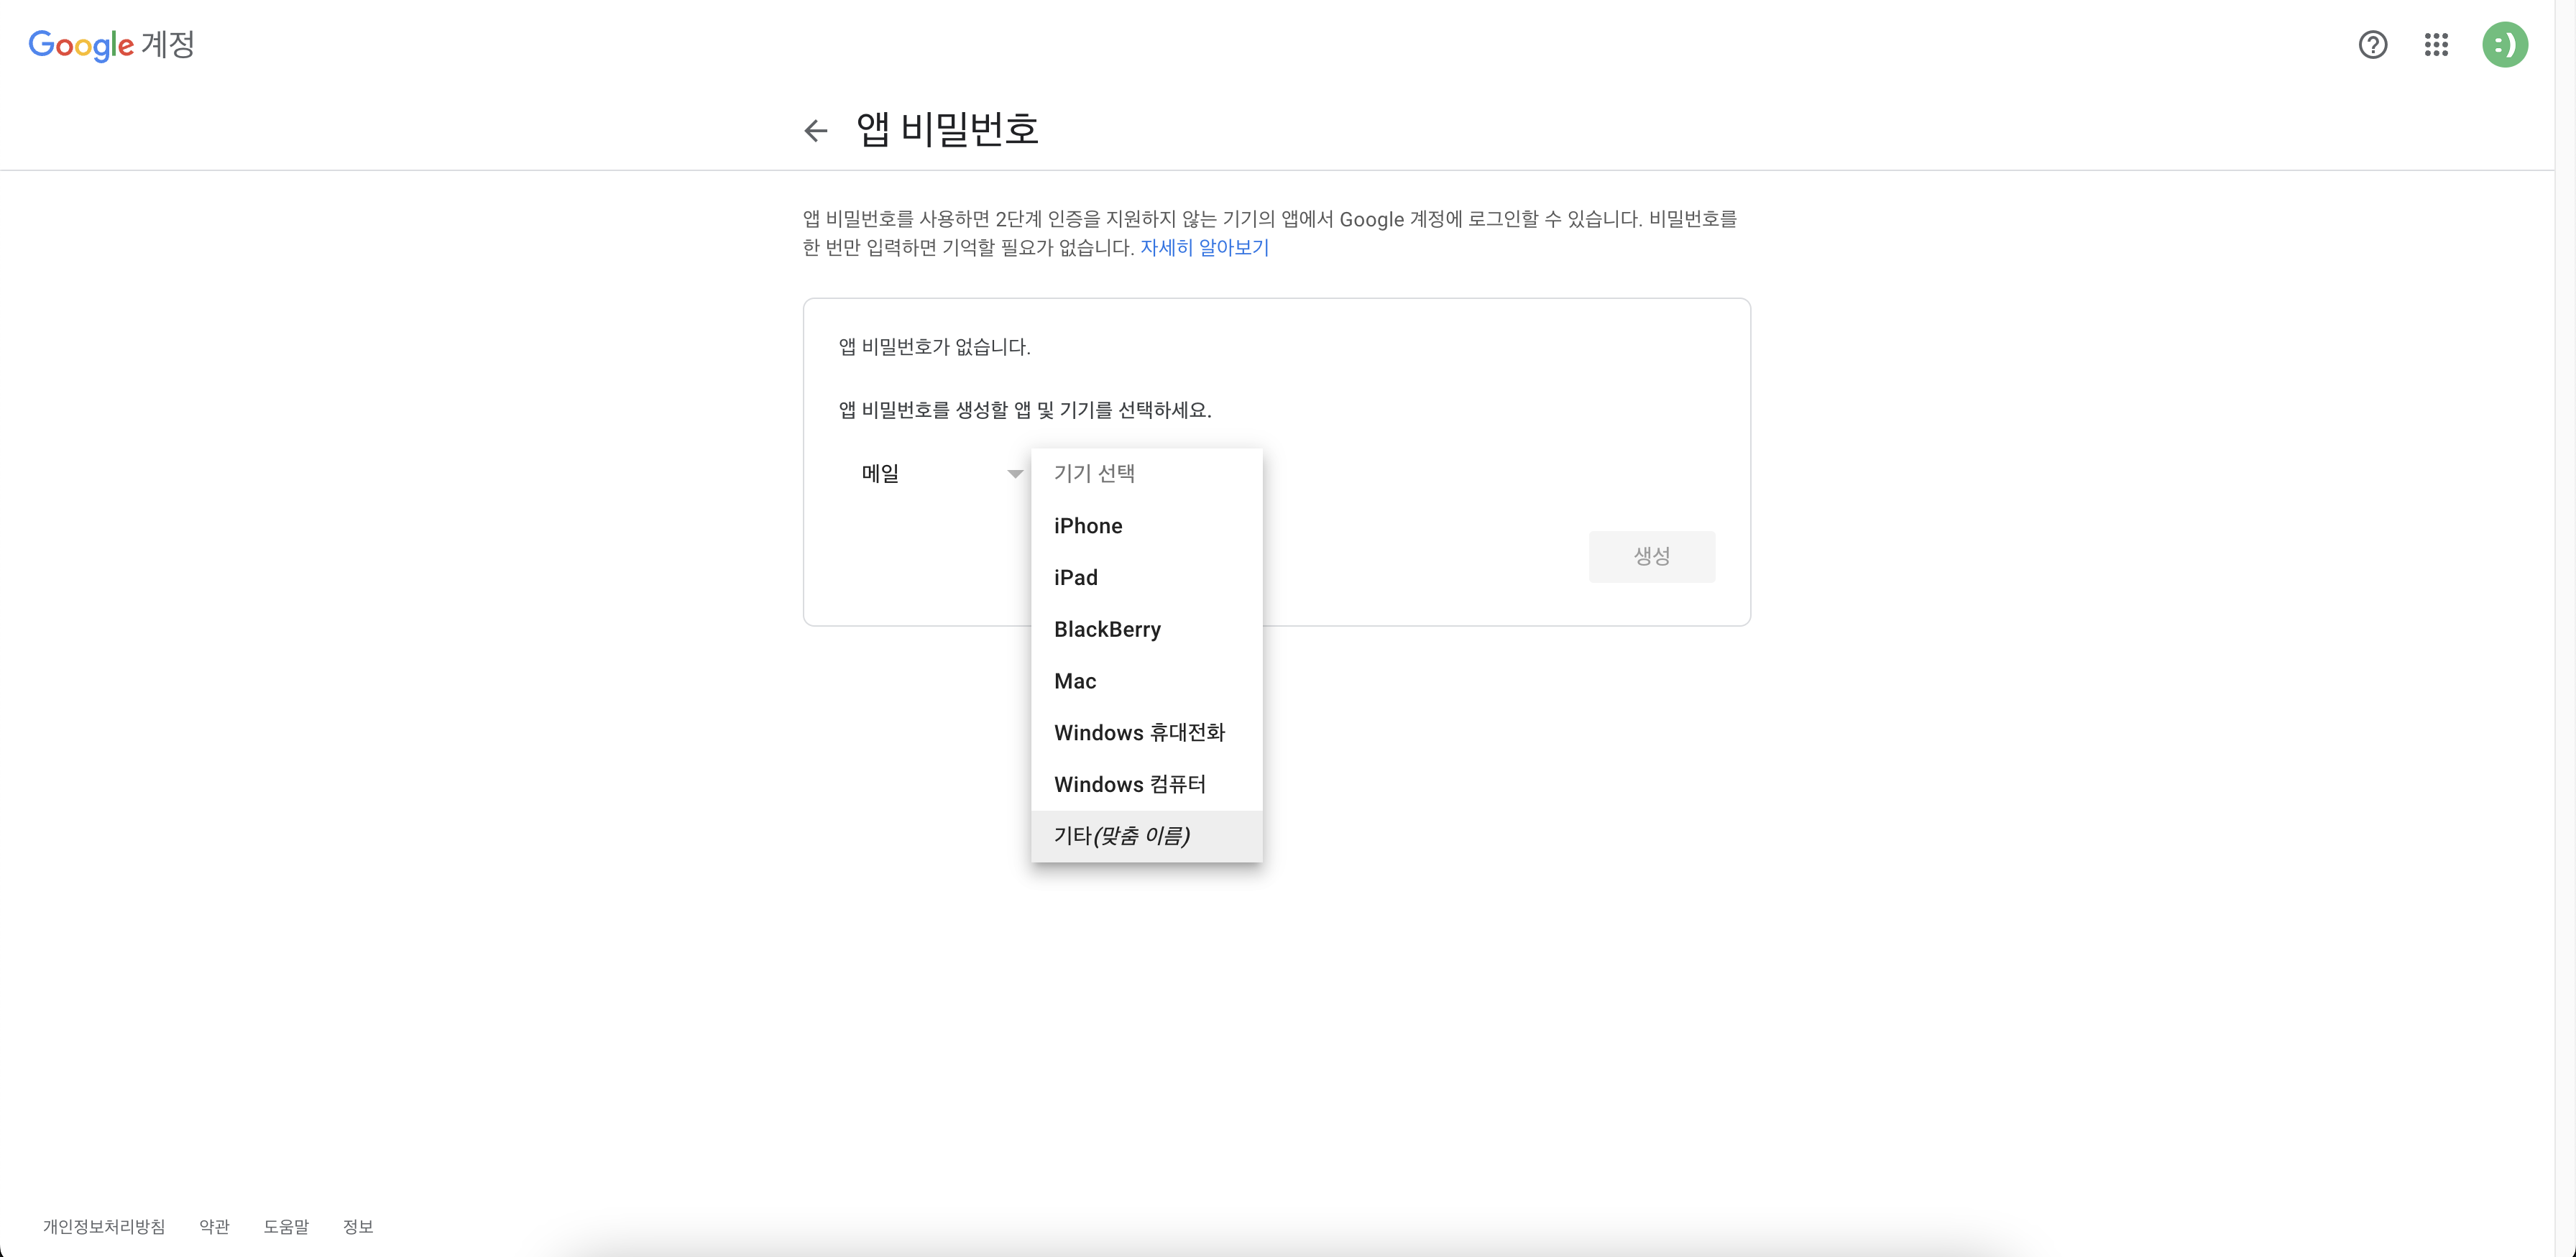 Google 계정
:)
앱 비밀번호
앱 비밀번호를 사용하면 2단계 인증을 지원하지 않는 기기의 앱에서 Google 계정에 로그인할 수 있습니다. 비밀번호를
한 번만 입력하면 기억할 필요가 없습니다. 자세히 알아보기
앱 비밀번호가 없습니다.
앱 비밀번호를 생성할 앱 및 기기를 선택하세요.
메일
기기 선택
iPhone
iPad
BlackBerry
Mac
Windows 휴대전화
Windows 컴퓨터
기타(맞춤 이름)
생성
개인정보처리방침 약관 도움말 정보